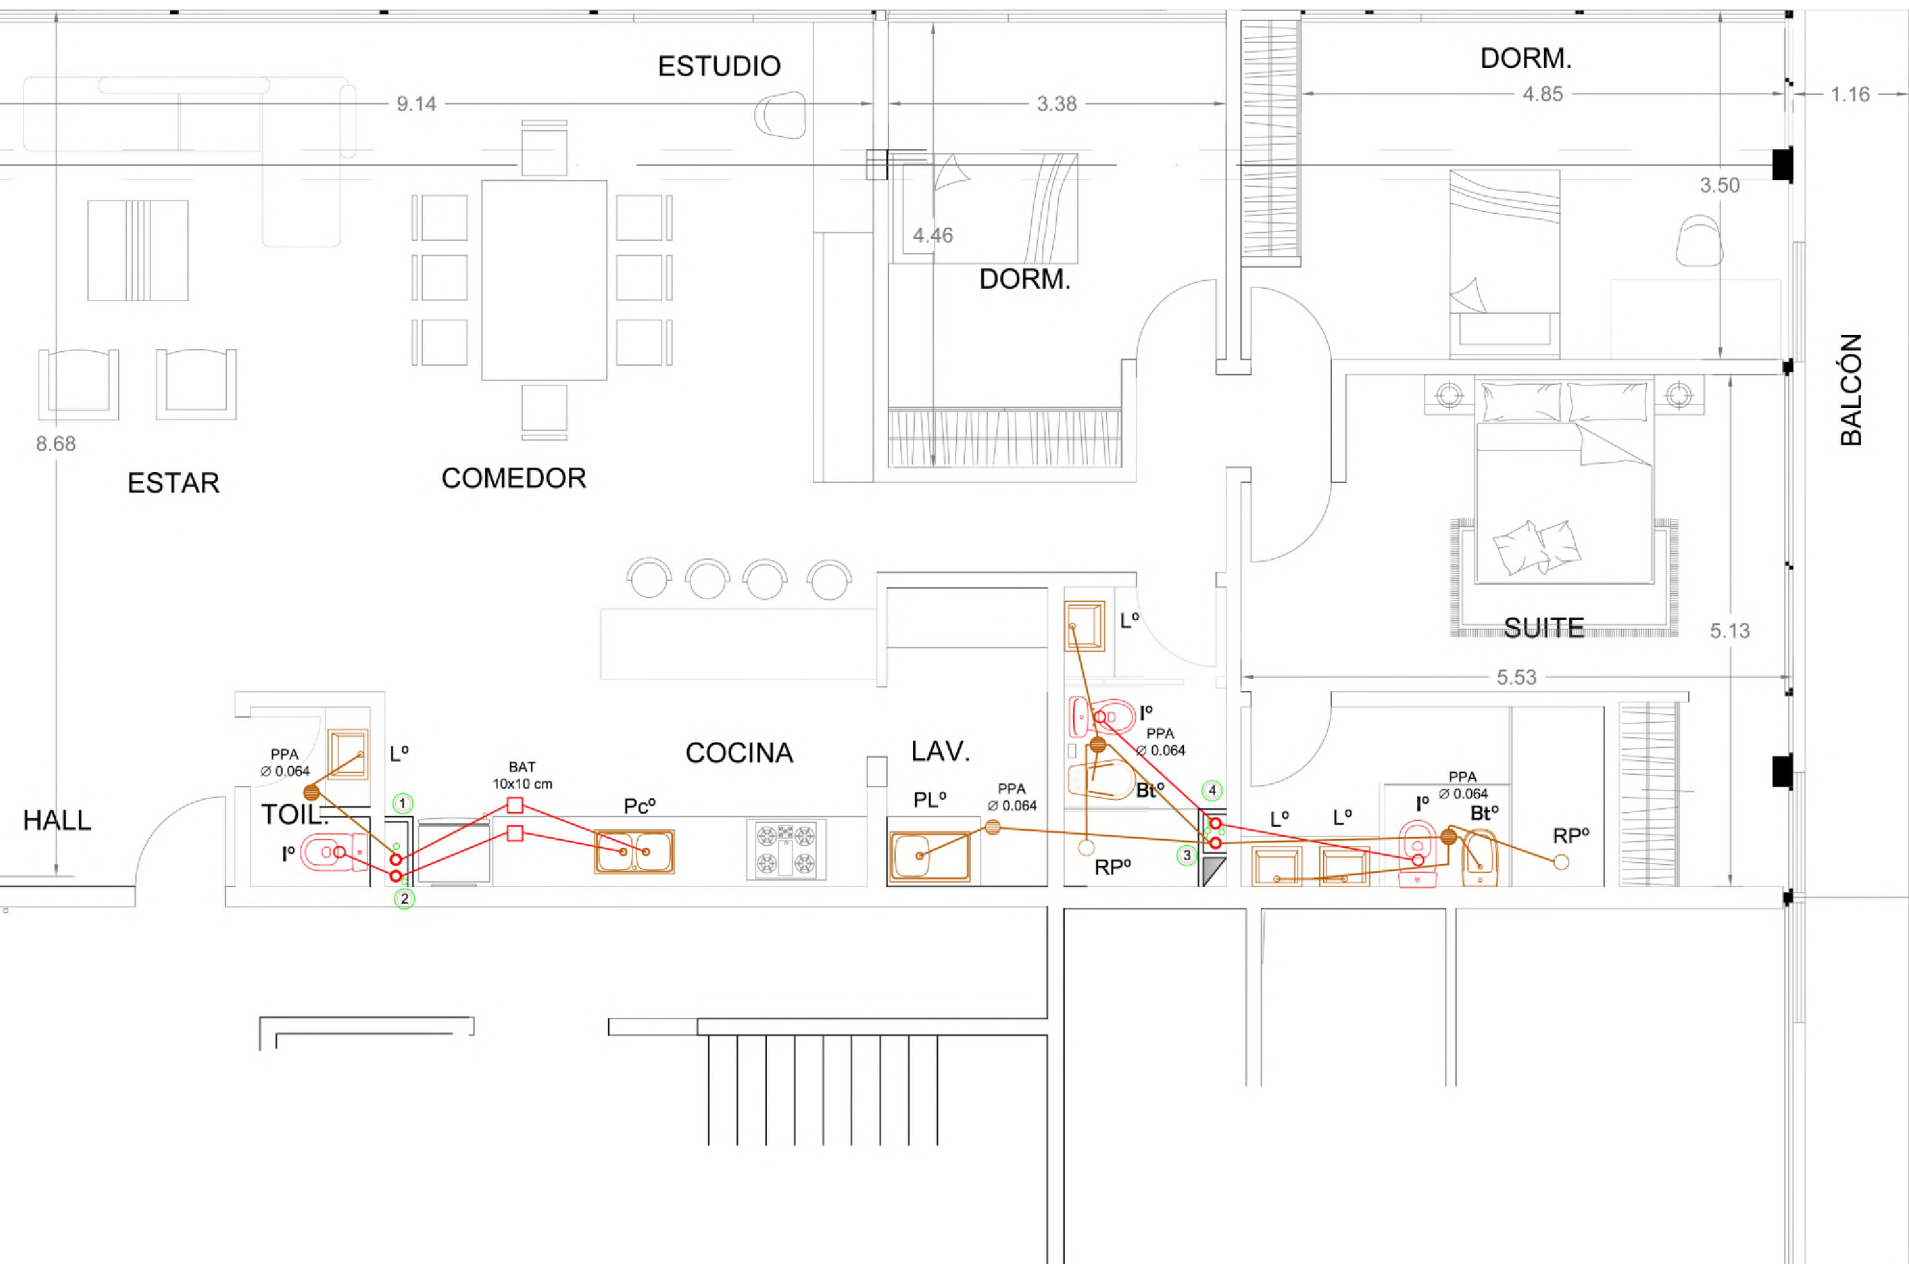 ESTUDIO
DORM.
9.14
3.38
4.85
1.16
3.50
4.46
DORM.
BALCÓN
8.68
ESTAR
COMEDOR
SUITE
5.13
5.53
Lº
Iº
PPA
Ø 0.064
Lº
PPA
Ø 0.064
COCINA
LAV.
BAT
10x10 cm
PPA
Ø 0.064
Btº
PLº
PPA
Ø 0.064
Pcº
HALL
TOIL.
1
4
Lº
Lº
Iº
Btº
RPº
Iº
3
RPº
2